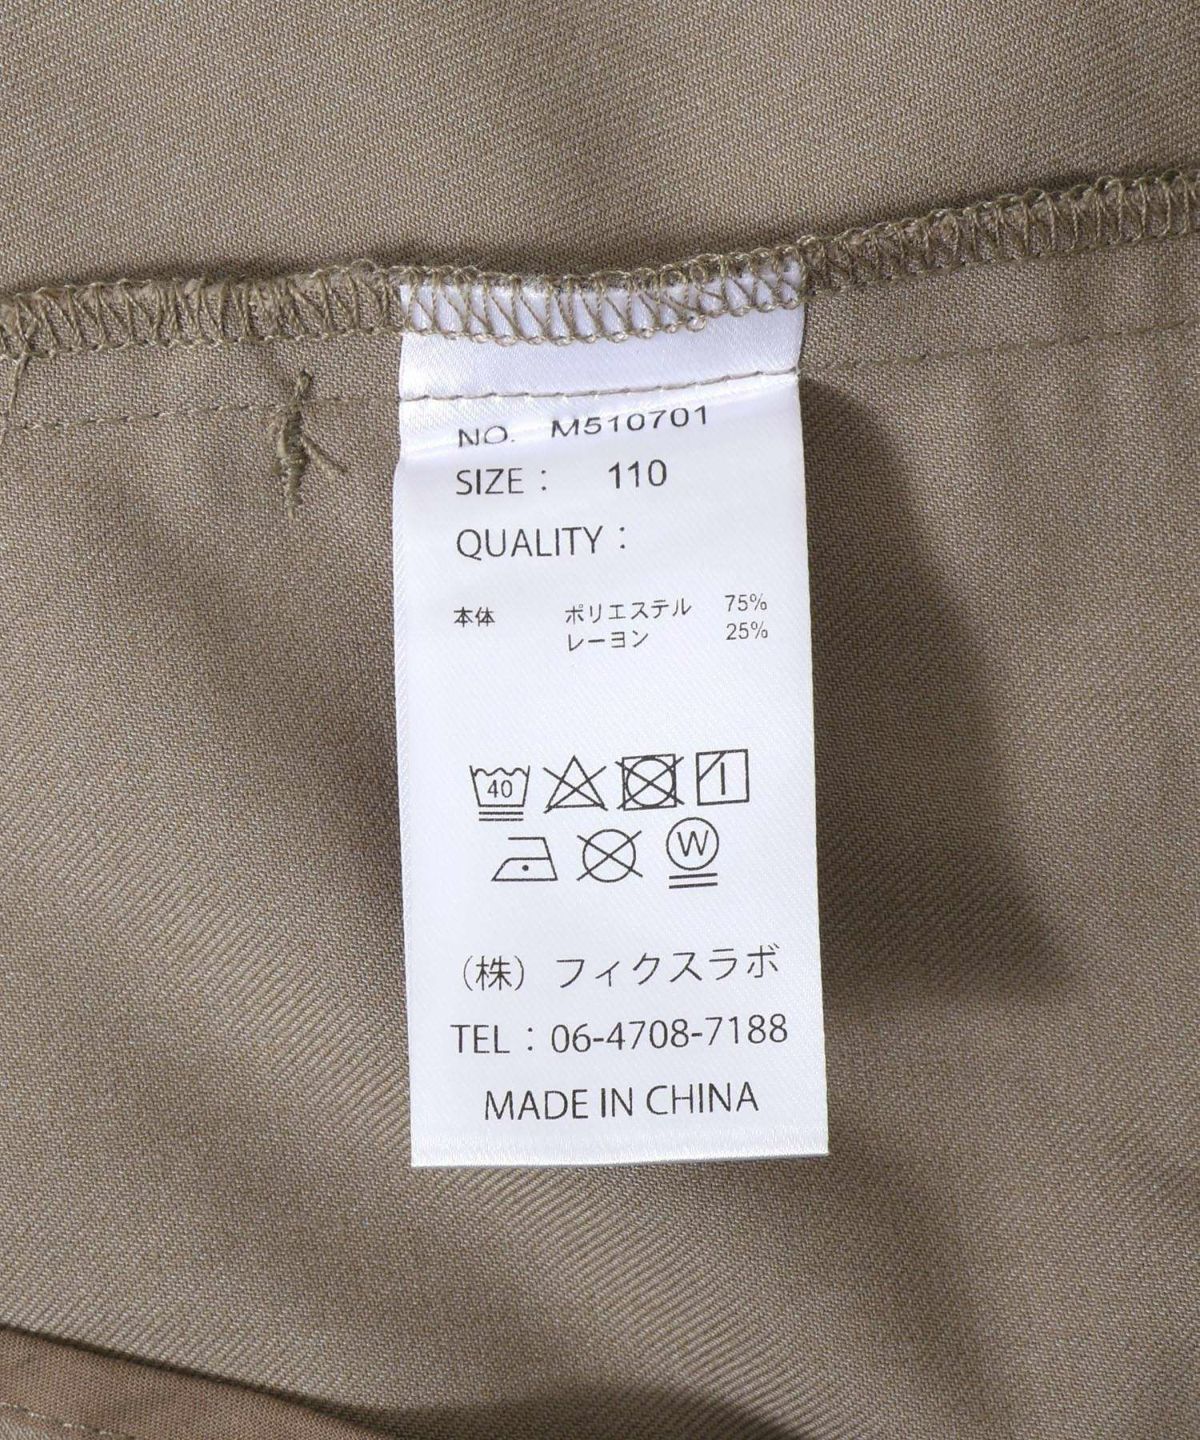 NO. M510701
SIZE： 110
QUALITY：
本体 ポリエステル 75%
レーヨン 25%
40
W
（株）フィクスラボ
TEL：06-4708-7188
MADE IN CHINA